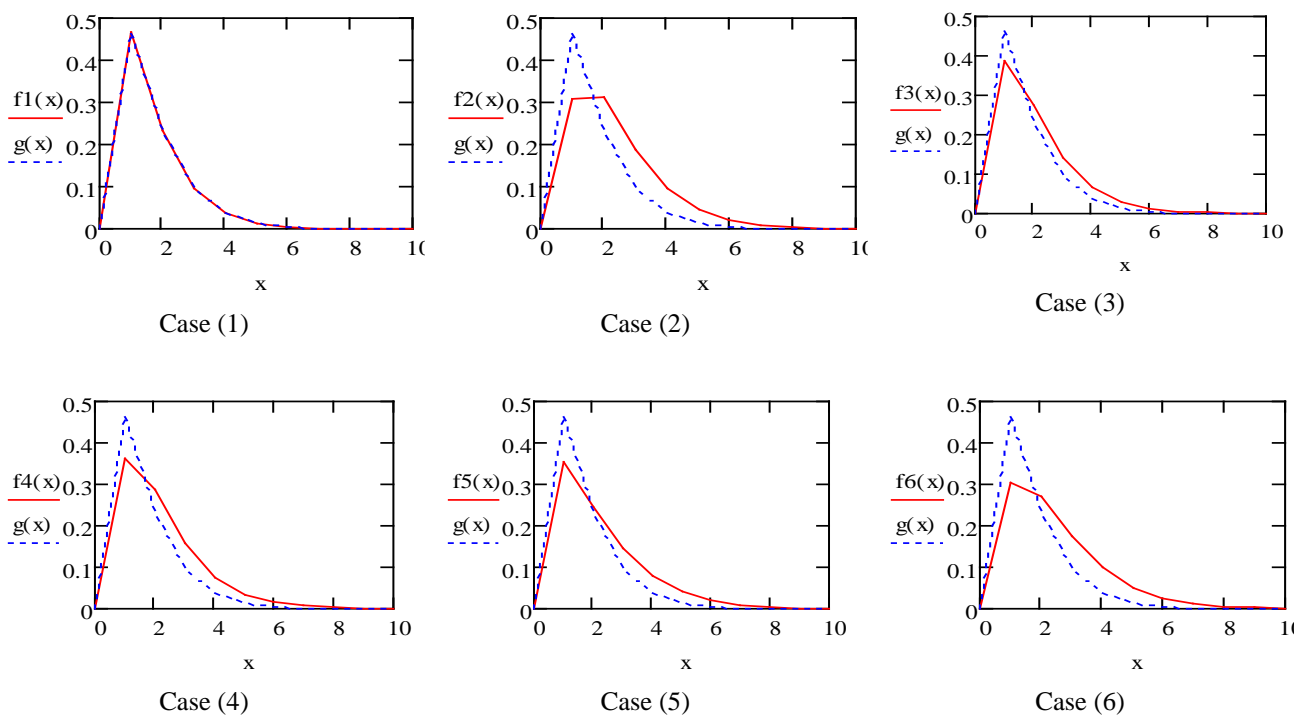 0.5
0.4
0.3
0.2
0.1
0
f1(x)
g(x)
0 2 4 6 8 1(
x
Case (1)
0.5
0.4
0.3
0.2
0.1
0
f2(x)
g(x)
0 2 4 6 8 10
x
Case (2)
0.5
0.4
0.3
0.2
0.1
0
f3(x)
g(x)
0 2 4 6 8 10
x
Case (3)
0.5
0.4
0.3
0.2
0.1
0
f4(x)
g(x)
0 2 4 6 8 10
x
Case (4)
0.5
0.4
0.3
0.2
0.1
0
f5(x)
g(x)
0 2 4 6 8 10
x
Case (5)
0.5
0.4
0.3
0.2
0.1
0
f6(x)
g(x)
0 2 4 6 8 10
x
Case (6)